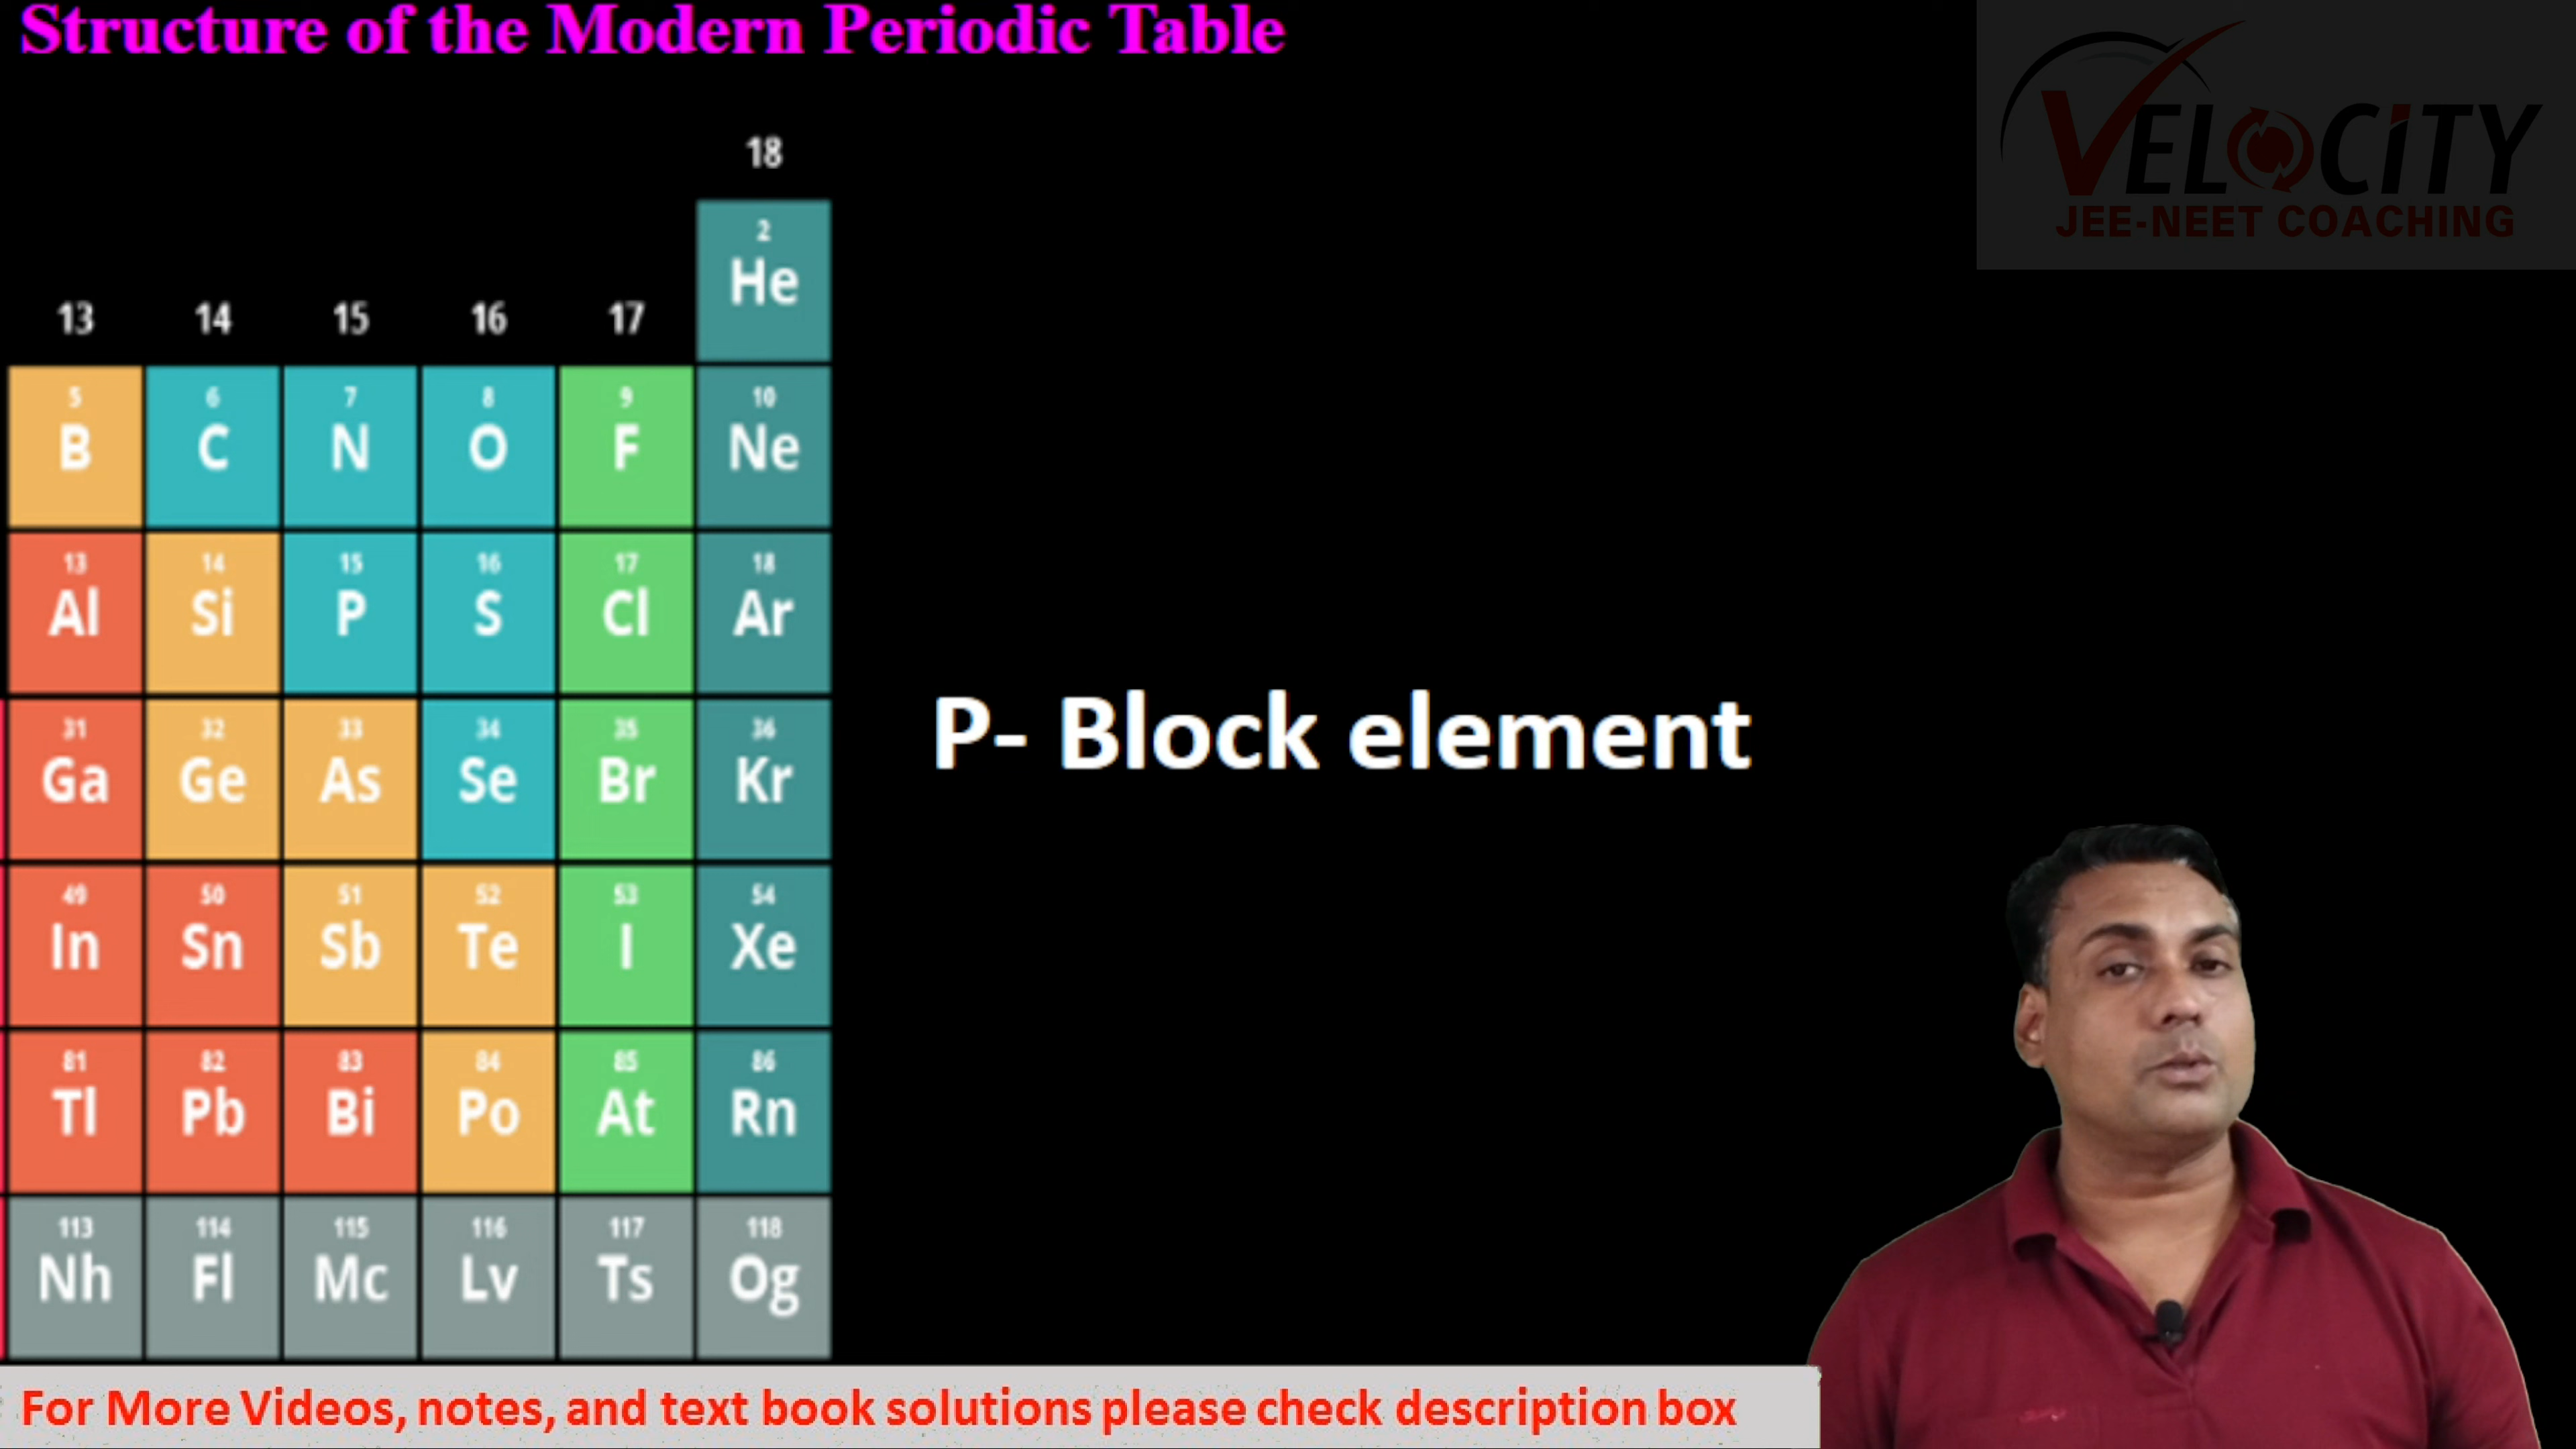 Structure of the Modern Periodic Table
VELOCITY
JEE-NEET COACHING
18
2
He
13 14 15 16 17
5 6 7 8 9 10
B C N O F Ne
13 14 15 16 17 18
Al Si P S Cl Ar
31 32 33 34 35 36
Ga Ge As Se Br Kr
P- Block element
49 50 51 52 53 54
In Sn Sb Te I Xe
81 82 83 84 85 86
Tl Pb Bi Po At Rn
113 114 115 116 117 118
Nh Fl Mc Lv Ts Og
For More Videos, notes, and text book solutions please check description box